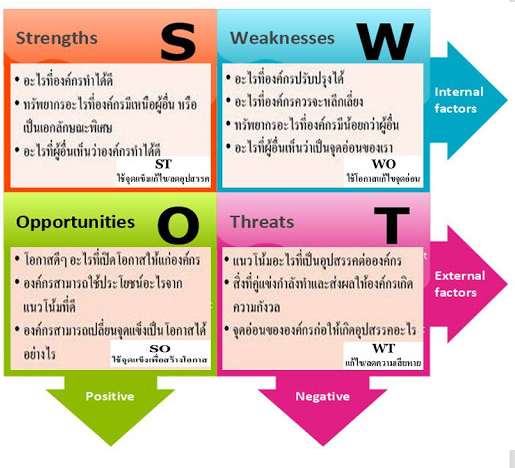 Strengths S
• อะไรที่องค์กรทำได้ดี
• ทรัพยากรอะไรที่องค์กรมีเหนือผู้อื่น หรือ
เป็นเอกลักษณะพิเศษ
• อะไรที่ผู้อื่นเห็นว่าองค์กรทำได้ดี
ST
ใช้จุดแข็งแก้ไข/ลดอุปสรรค
Weaknesses W
• อะไรที่องค์กรปรับปรุงได้
• อะไรที่องค์กรควรจะหลีกเลี่ยง
• ทรัพยากรอะไรที่องค์กรมีน้อยกว่าผู้อื่น
• อะไรที่ผู้อื่นเห็นว่าเป็นจุดอ่อนของเรา
WO
ใช้โอกาสแก้ไขจุดอ่อน
Internal
factors
Opportunities O
• โอกาสดีๆ อะไรที่เปิดโอกาสให้แก่องค์กร
• องค์กรสามารถใช้ประโยชน์อะไรจาก
แนวโน้มที่ดี
• องค์กรสามารถเปลี่ยนจุดแข็งเป็นโอกาสได้
อย่างไร
SO
ใช้จุดแข็งเพื่อสร้างโอกาส
Threats T
• แนวโน้มอะไรที่เป็นอุปสรรคต่อองค์กร
• สิ่งที่คู่แข่งกำลังทำและส่งผลให้องค์กรเกิด
ความกังวล
• จุดอ่อนขององค์กรก่อให้เกิดอุปสรรคอะไร
WT
แก้ไข/ลดความเสียหาย
External
factors
Positive
Negative